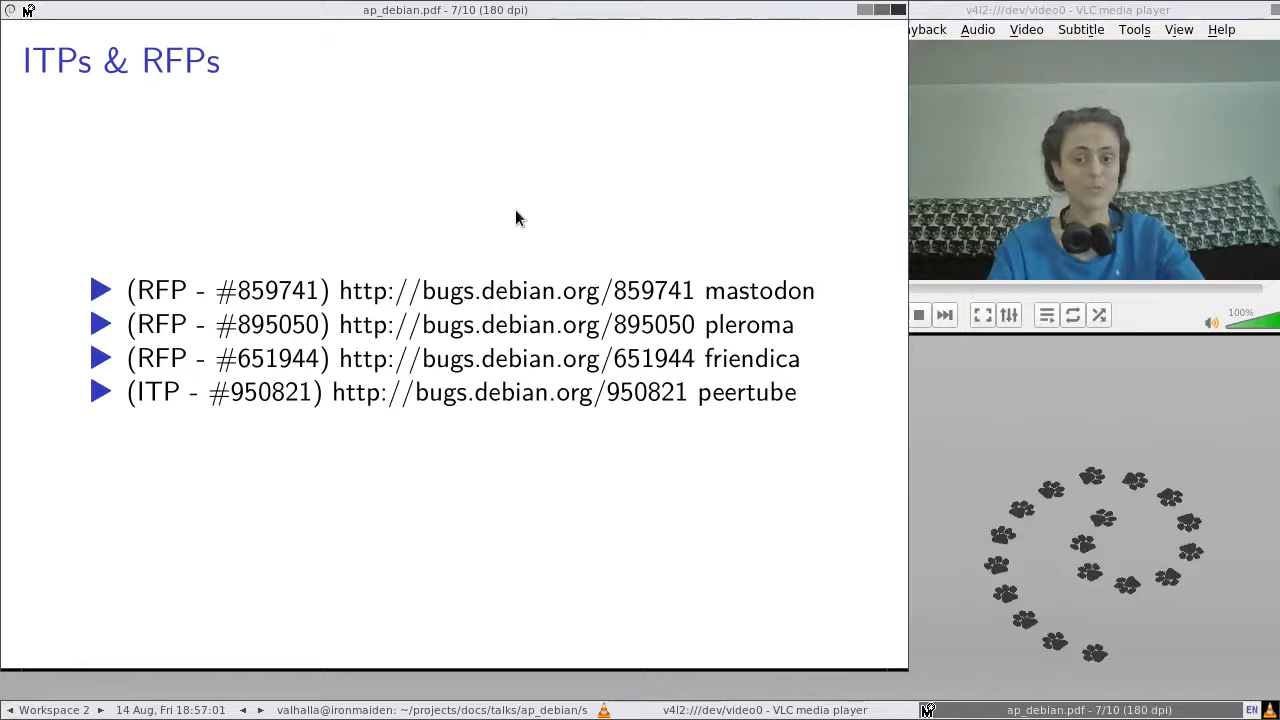 ap_debian.pdf - 7/10 (180 dpi)
v4l2:///dev/video0 - VLC media player
yback Audio Video Subtitle Tools View Help
ITPs & RFPs
(RFP - #859741) http://bugs.debian.org/859741 mastodon
(RFP - #895050) http://bugs.debian.org/895050 pleroma
(RFP - #651944) http://bugs.debian.org/651944 friendica
(ITP - #950821) http://bugs.debian.org/950821 peertube
100%
Workspace 2 14 Aug, Fri 18:57:01 valhalla@ironmaiden: ~/projects/docs/talks/ap_debian/s v4l2:///dev/video0 - VLC media player ap_debian.pdf - 7/10 (180 dpi) EN